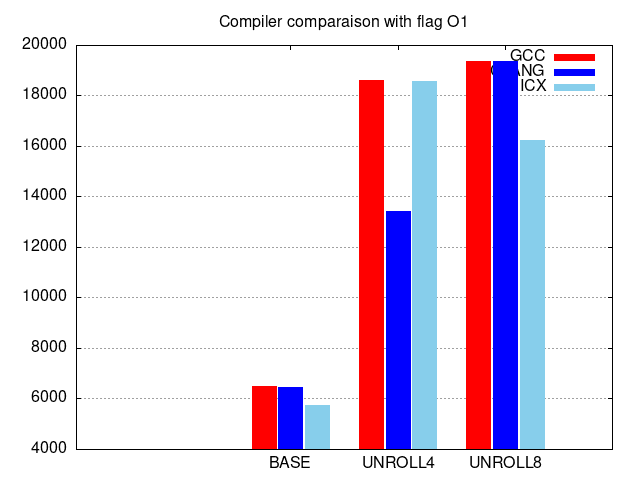 Compiler comparaison with flag O1
20000
18000
16000
14000
12000
10000
8000
6000
4000
GCC
ANG
ICX
BASE UNROLL4 UNROLL8